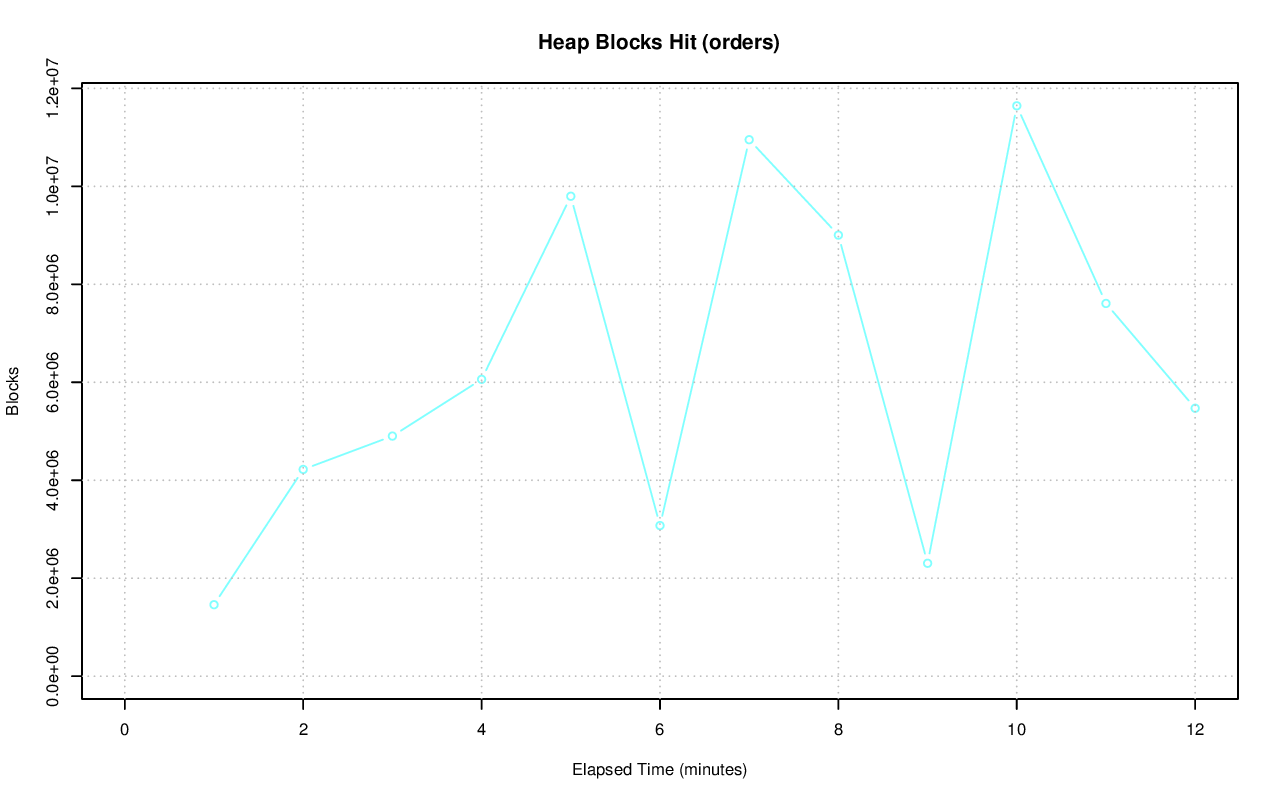 Heap Blocks Hit (orders)
Blocks
1.2e+07
1.0e+07
8.0e+06
6.0e+06
4.0e+06
2.0e+06
0.0e+00
0 2 4 6 8 10 12
Elapsed Time (minutes)